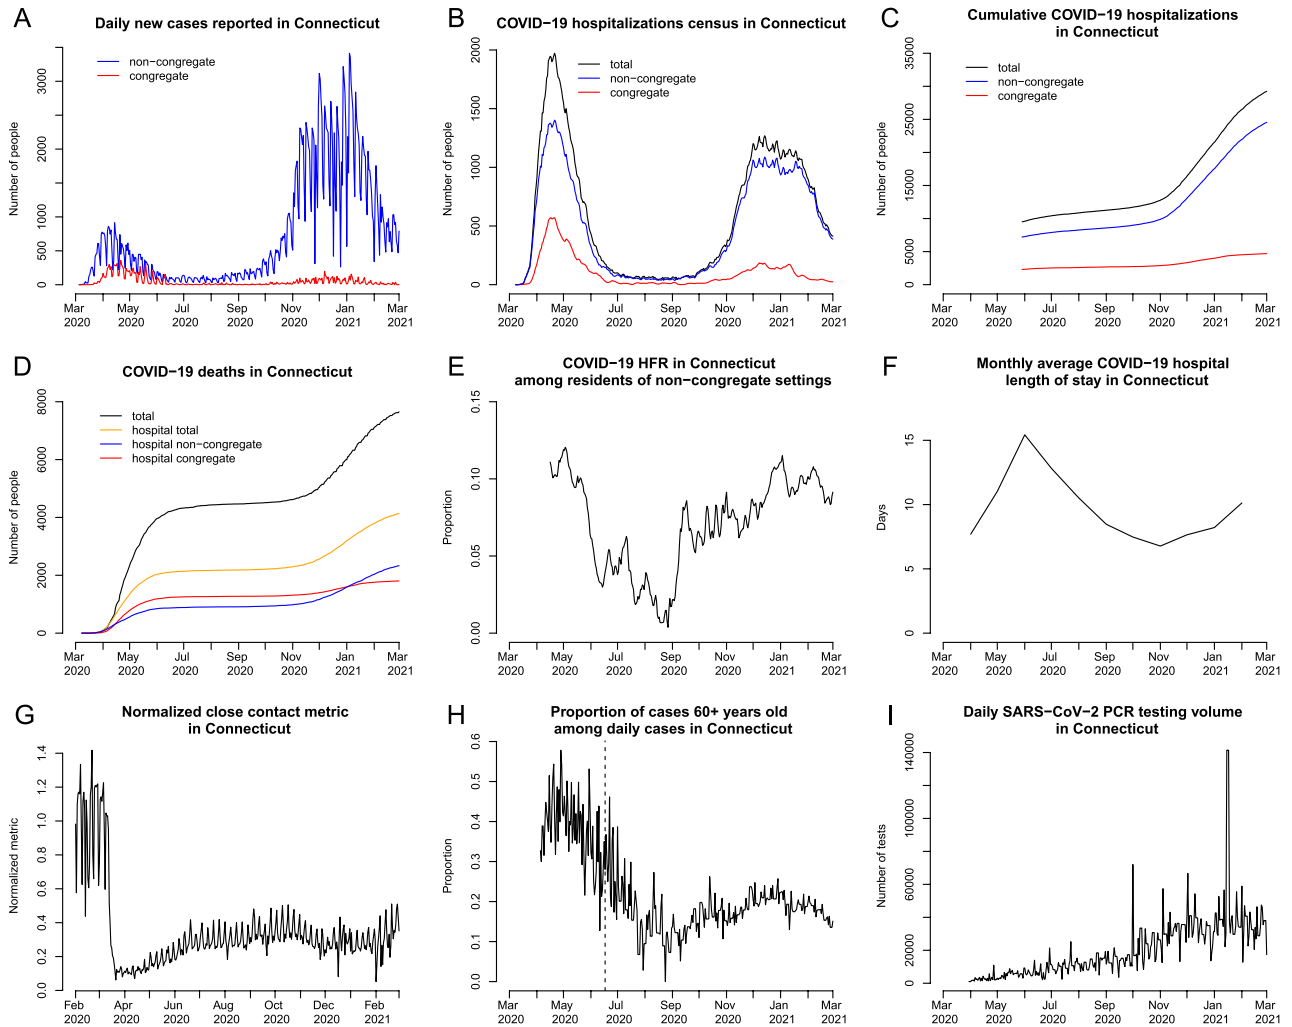 A
Daily new cases reported in Connecticut
non−congregate
congregate
Number of people
0
500
1000
2000
3000
Mar
2020
May
2020
Jul
2020
Sep
2020
Nov
2020
Jan
2021
Mar
2021
B
COVID−19 hospitalizations census in Connecticut
total
non−congregate
congregate
Number of people
0
500
1000
1500
2000
Mar
2020
May
2020
Jul
2020
Sep
2020
Nov
2020
Jan
2021
Mar
2021
C
Cumulative COVID−19 hospitalizations
in Connecticut
total
non−congregate
congregate
Number of people
0
5000
15000
25000
35000
Mar
2020
May
2020
Jul
2020
Sep
2020
Nov
2020
Jan
2021
Mar
2021
D
COVID−19 deaths in Connecticut
total
hospital total
hospital non−congregate
hospital congregate
Number of people
0
2000
4000
6000
8000
Mar
2020
May
2020
Jul
2020
Sep
2020
Nov
2020
Jan
2021
Mar
2021
E
COVID−19 HFR in Connecticut
among residents of non−congregate settings
Proportion
0.00
0.05
0.10
0.15
Mar
2020
May
2020
Jul
2020
Sep
2020
Nov
2020
Jan
2021
Mar
2021
F
Monthly average COVID−19 hospital
length of stay in Connecticut
Days
0
5
10
15
Mar
2020
May
2020
Jul
2020
Sep
2020
Nov
2020
Jan
2021
Mar
2021
G
Normalized close contact metric
in Connecticut
Normalized metric
0.0
0.2
0.4
0.6
0.8
1.0
1.2
1.4
Feb
2020
Apr
2020
Jun
2020
Aug
2020
Oct
2020
Dec
2020
Feb
2021
H
Proportion of cases 60+ years old
among daily cases in Connecticut
Proportion
0.0
0.1
0.2
0.3
0.4
0.5
0.6
Mar
2020
May
2020
Jul
2020
Sep
2020
Nov
2020
Jan
2021
Mar
2021
I
Daily SARS−CoV−2 PCR testing volume
in Connecticut
Number of tests
0
20000
60000
100000
140000
Mar
2020
May
2020
Jul
2020
Sep
2020
Nov
2020
Jan
2021
Mar
2021